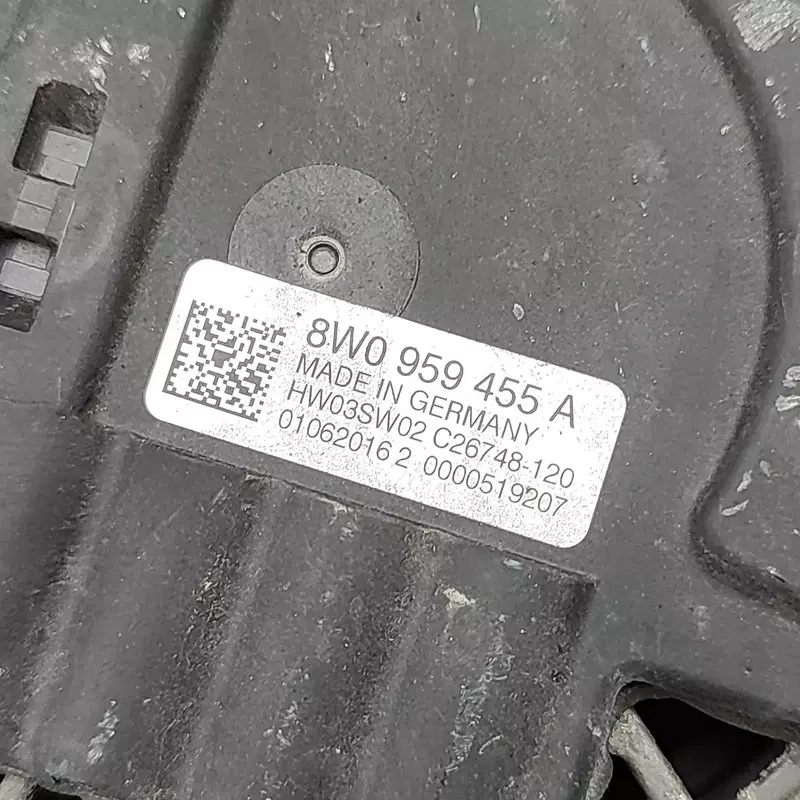 8W0 959 455 A
MADE IN GERMANY
HW03SW02 C26748-120
01062016 2 0000519207